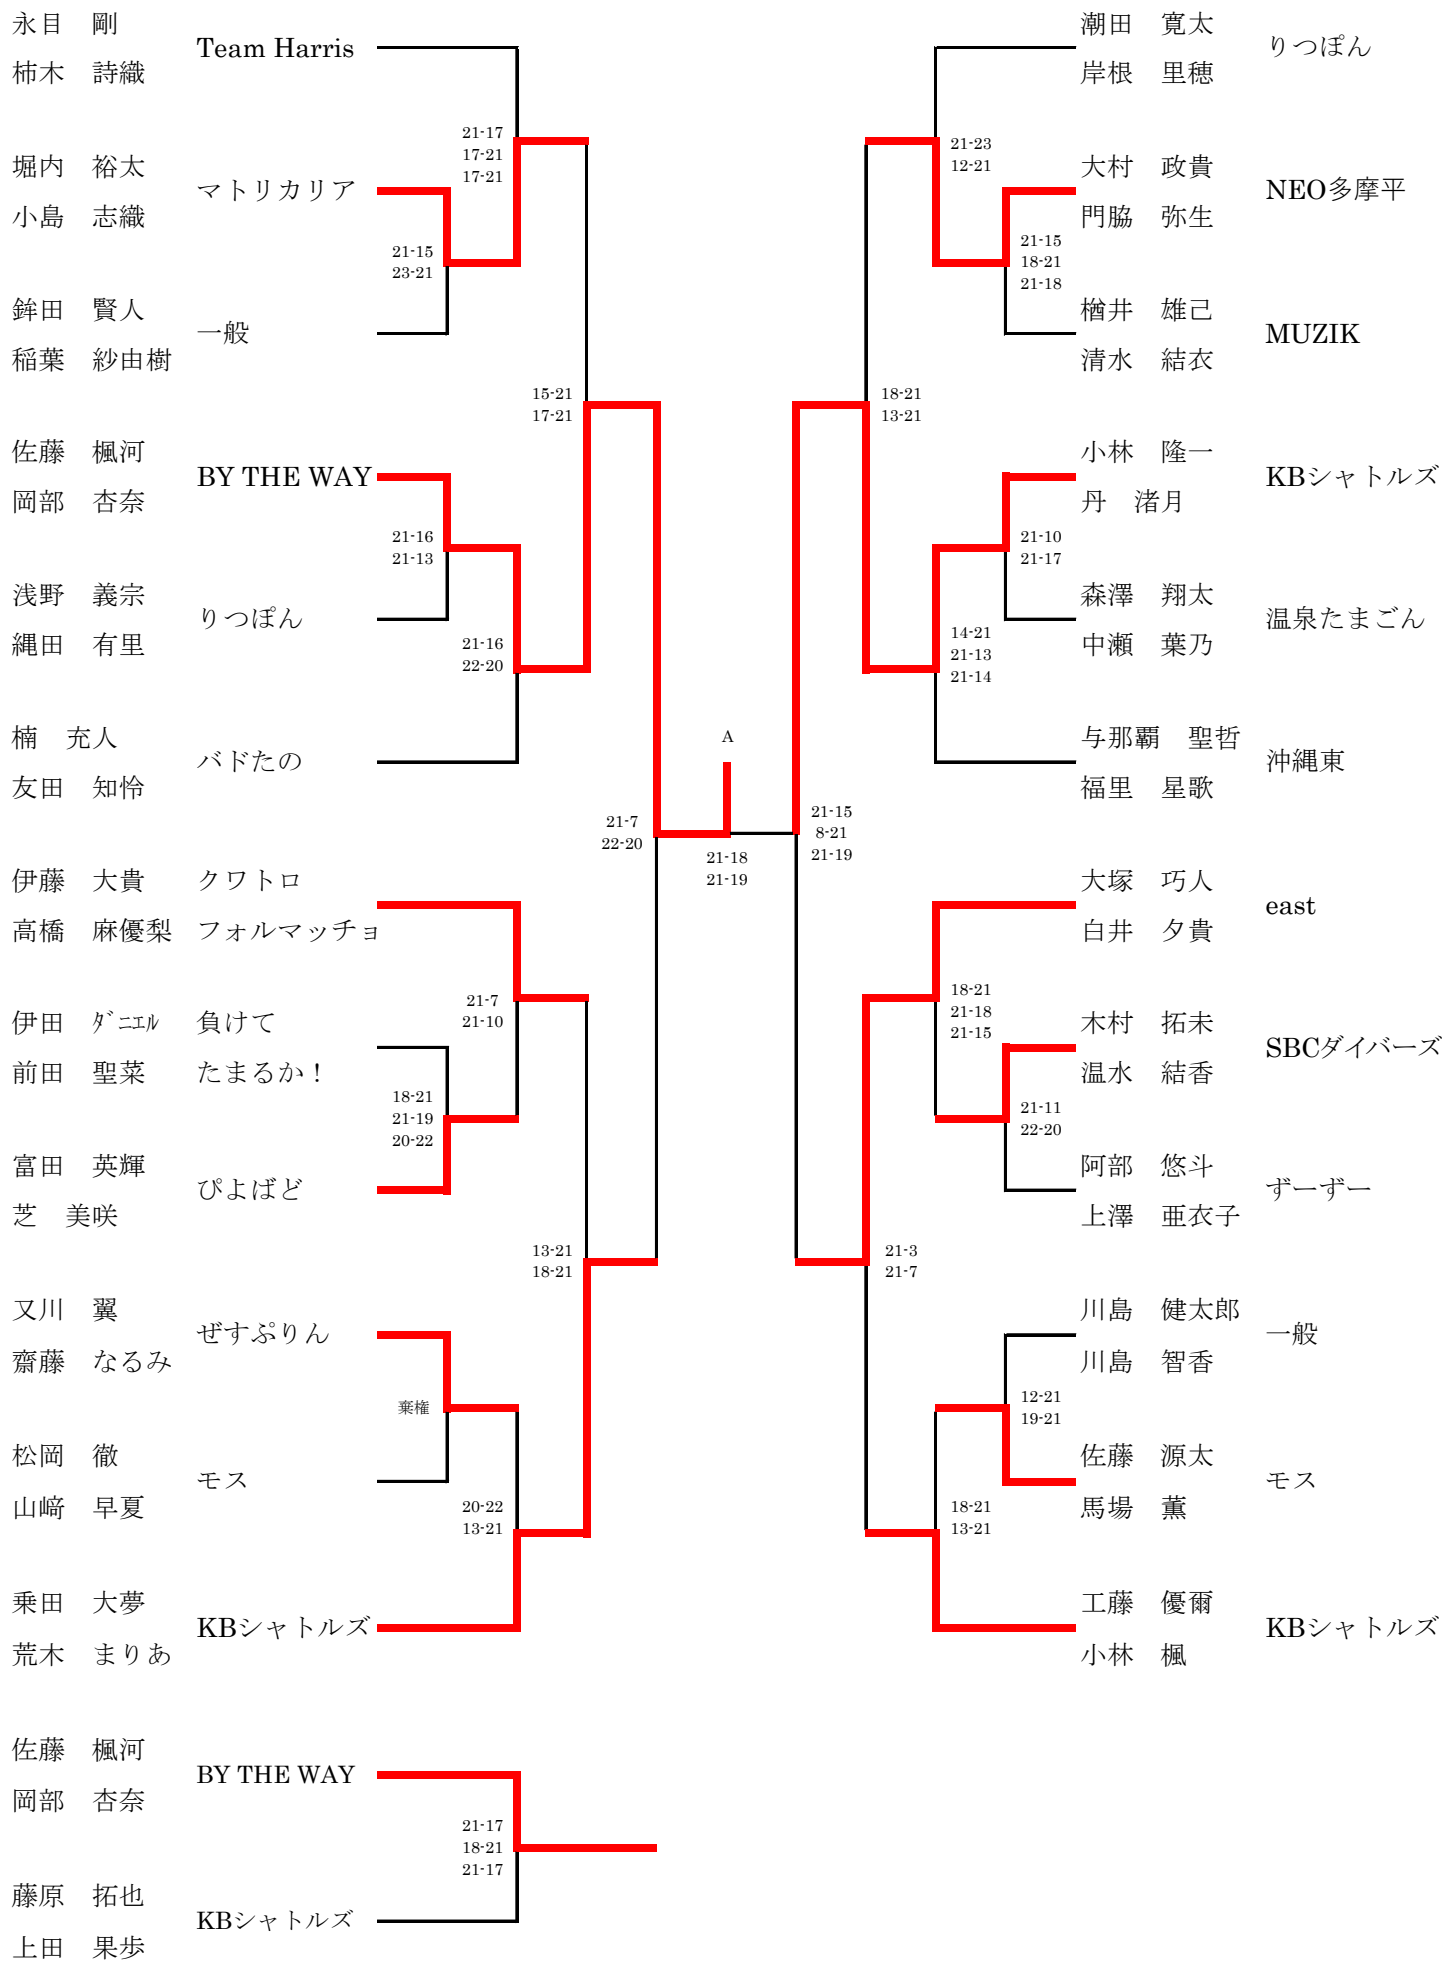 永目　剛
Team Harris
柿木　詩織
21-17
17-21
17-21
堀内　裕太
マトリカリア
小島　志織
21-15
23-21
鉾田　賢人
一般
稲葉　紗由樹
15-21
17-21
佐藤　楓河
BY THE WAY
岡部　杏奈
21-16
21-13
浅野　義宗
りつぽん
縄田　有里
21-16
22-20
楠　充人
バドたの
友田　知怜
21-7
22-20
伊藤　大貴　クワトロ
高橋　麻優梨　フォルマッチョ
21-7
21-10
伊田　ﾀﾞﾆｴﾙ　負けて
前田　聖菜　たまるか！
18-21
21-19
20-22
富田　英輝
ぴよばど
芝　美咲
13-21
18-21
又川　翼
ぜすぷりん
齋藤　なるみ
棄権
松岡　徹
モス
山﨑　早夏
20-22
13-21
乗田　大夢
KBシャトルズ
荒木　まりあ
A
21-18
21-19
潮田　寛太
りつぽん
岸根　里穂
21-23
12-21
大村　政貴
NEO多摩平
門脇　弥生
21-15
18-21
21-18
楢井　雄己
MUZIK
清水　結衣
18-21
13-21
小林　隆一
KBシャトルズ
丹　渚月
21-10
21-17
森澤　翔太
温泉たまごん
中瀬　葉乃
14-21
21-13
21-14
与那覇　聖哲
沖縄東
福里　星歌
21-15
8-21
21-19
大塚　巧人
east
白井　夕貴
18-21
21-18
21-15
木村　拓未
SBCダイバーズ
温水　結香
21-11
22-20
阿部　悠斗
ずーずー
上澤　亜衣子
21-3
21-7
川島　健太郎
一般
川島　智香
12-21
19-21
佐藤　源太
モス
馬場　薫
18-21
13-21
工藤　優爾
KBシャトルズ
小林　楓
佐藤　楓河
BY THE WAY
岡部　杏奈
21-17
18-21
21-17
藤原　拓也
KBシャトルズ
上田　果歩